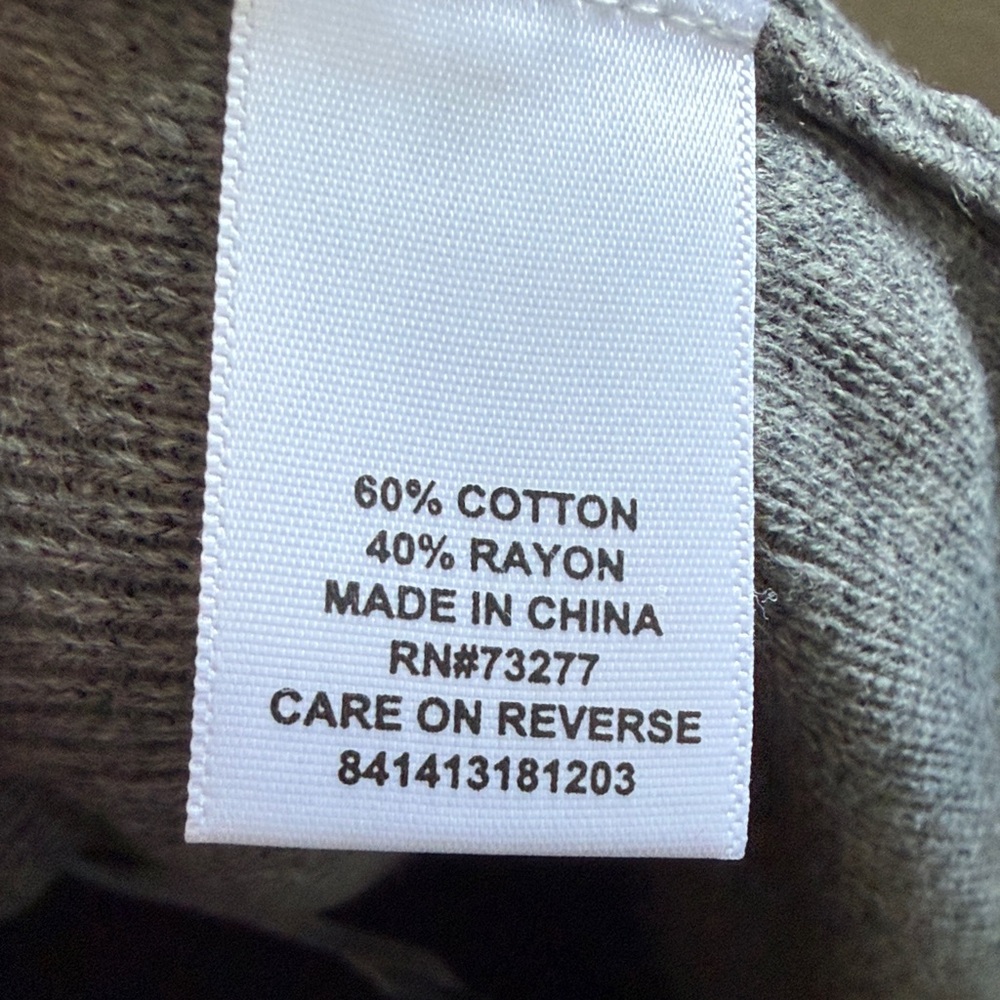 60% COTTON
40% RAYON
MADE IN CHINA
RN#73277
CARE ON REVERSE
841413181203